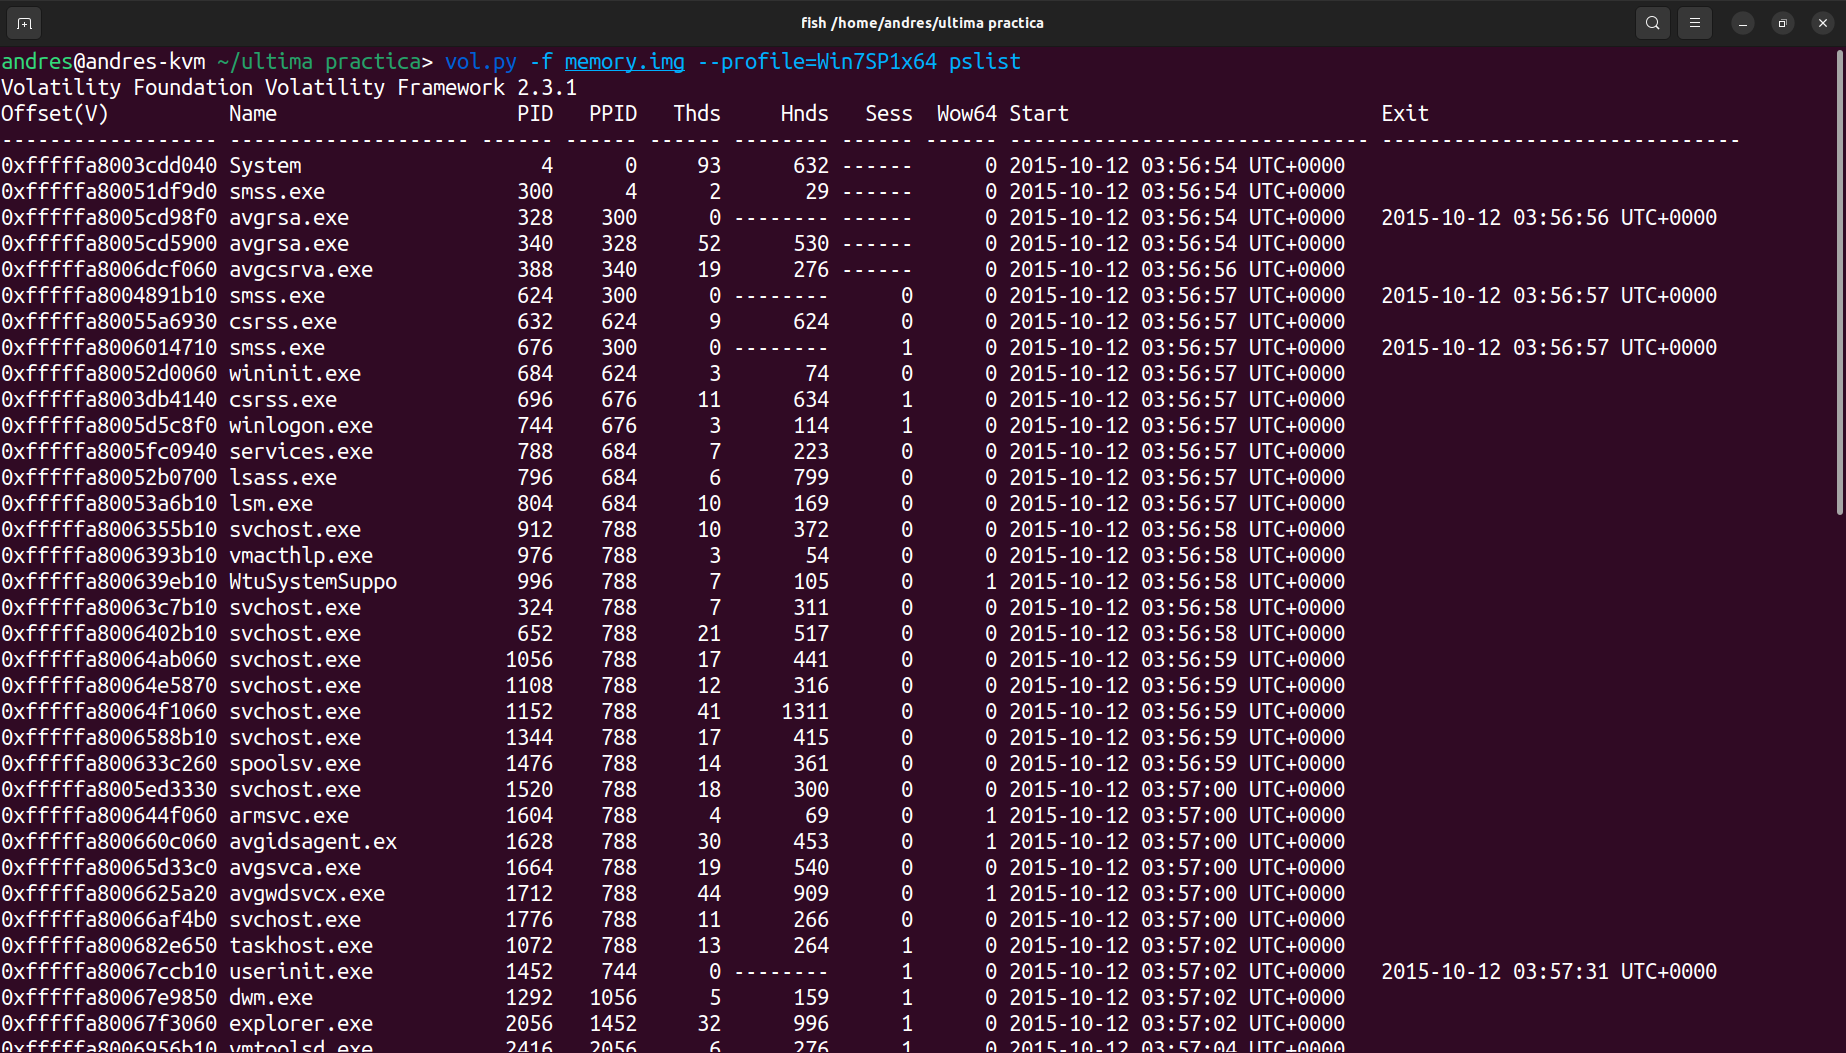 fish /home/andres/ultima practica
andres@andres-kvm ~/ultima practica> vol.py -f memory.img --profile=Win7SP1x64 pslist
Volatility Foundation Volatility Framework 2.3.1
Offset(V)          Name                    PID   PPID   Thds     Hnds   Sess  Wow64 Start                          Exit
------------------ -------------------- ------ ------ ------ -------- ------ ------ ------------------------------ ------------------------------
0xfffffa8003cdd040 System                    4      0     93      632 ------      0 2015-10-12 03:56:54 UTC+0000
0xfffffa80051df9d0 smss.exe                300      4      2       29 ------      0 2015-10-12 03:56:54 UTC+0000
0xfffffa8005cd98f0 avgrsa.exe              328    300      0 -------- ------      0 2015-10-12 03:56:54 UTC+0000   2015-10-12 03:56:56 UTC+0000
0xfffffa8005cd5900 avgrsa.exe              340    328     52      530 ------      0 2015-10-12 03:56:54 UTC+0000
0xfffffa8006dcf060 avgcsrva.exe            388    340     19      276 ------      0 2015-10-12 03:56:56 UTC+0000
0xfffffa8004891b10 smss.exe                624    300      0 --------      0      0 2015-10-12 03:56:57 UTC+0000   2015-10-12 03:56:57 UTC+0000
0xfffffa80055a6930 csrss.exe               632    624      9      624      0      0 2015-10-12 03:56:57 UTC+0000
0xfffffa8006014710 smss.exe                676    300      0 --------      1      0 2015-10-12 03:56:57 UTC+0000   2015-10-12 03:56:57 UTC+0000
0xfffffa80052d0060 wininit.exe             684    624      3       74      0      0 2015-10-12 03:56:57 UTC+0000
0xfffffa8003db4140 csrss.exe               696    676     11      634      1      0 2015-10-12 03:56:57 UTC+0000
0xfffffa8005d5c8f0 winlogon.exe            744    676      3      114      1      0 2015-10-12 03:56:57 UTC+0000
0xfffffa8005fc0940 services.exe            788    684      7      223      0      0 2015-10-12 03:56:57 UTC+0000
0xfffffa80052b0700 lsass.exe               796    684      6      799      0      0 2015-10-12 03:56:57 UTC+0000
0xfffffa80053a6b10 lsm.exe                 804    684     10      169      0      0 2015-10-12 03:56:57 UTC+0000
0xfffffa8006355b10 svchost.exe             912    788     10      372      0      0 2015-10-12 03:56:58 UTC+0000
0xfffffa8006393b10 vmacthlp.exe            976    788      3       54      0      0 2015-10-12 03:56:58 UTC+0000
0xfffffa800639eb10 WtuSystemSuppo          996    788      7      105      0      1 2015-10-12 03:56:58 UTC+0000
0xfffffa80063c7b10 svchost.exe             324    788      7      311      0      0 2015-10-12 03:56:58 UTC+0000
0xfffffa8006402b10 svchost.exe             652    788     21      517      0      0 2015-10-12 03:56:58 UTC+0000
0xfffffa80064ab060 svchost.exe            1056    788     17      441      0      0 2015-10-12 03:56:59 UTC+0000
0xfffffa80064e5870 svchost.exe            1108    788     12      316      0      0 2015-10-12 03:56:59 UTC+0000
0xfffffa80064f1060 svchost.exe            1152    788     41     1311      0      0 2015-10-12 03:56:59 UTC+0000
0xfffffa8006588b10 svchost.exe            1344    788     17      415      0      0 2015-10-12 03:56:59 UTC+0000
0xfffffa800633c260 spoolsv.exe            1476    788     14      361      0      0 2015-10-12 03:56:59 UTC+0000
0xfffffa8005ed3330 svchost.exe            1520    788     18      300      0      0 2015-10-12 03:57:00 UTC+0000
0xfffffa800644f060 armsvc.exe             1604    788      4       69      0      1 2015-10-12 03:57:00 UTC+0000
0xfffffa800660c060 avgidsagent.ex         1628    788     30      453      0      1 2015-10-12 03:57:00 UTC+0000
0xfffffa80065d33c0 avgsvca.exe            1664    788     19      540      0      0 2015-10-12 03:57:00 UTC+0000
0xfffffa8006625a20 avgwdsvcx.exe          1712    788     44      909      0      1 2015-10-12 03:57:00 UTC+0000
0xfffffa80066af4b0 svchost.exe            1776    788     11      266      0      0 2015-10-12 03:57:00 UTC+0000
0xfffffa800682e650 taskhost.exe           1072    788     13      264      1      0 2015-10-12 03:57:02 UTC+0000
0xfffffa80067ccb10 userinit.exe           1452    744      0 --------      1      0 2015-10-12 03:57:02 UTC+0000   2015-10-12 03:57:31 UTC+0000
0xfffffa80067e9850 dwm.exe                1292   1056      5      159      1      0 2015-10-12 03:57:02 UTC+0000
0xfffffa80067f3060 explorer.exe           2056   1452     32      996      1      0 2015-10-12 03:57:02 UTC+0000
0xfffffa8006956b10 vmtoolsd.exe           2416   2056      6      276      1      0 2015-10-12 03:57:04 UTC+0000